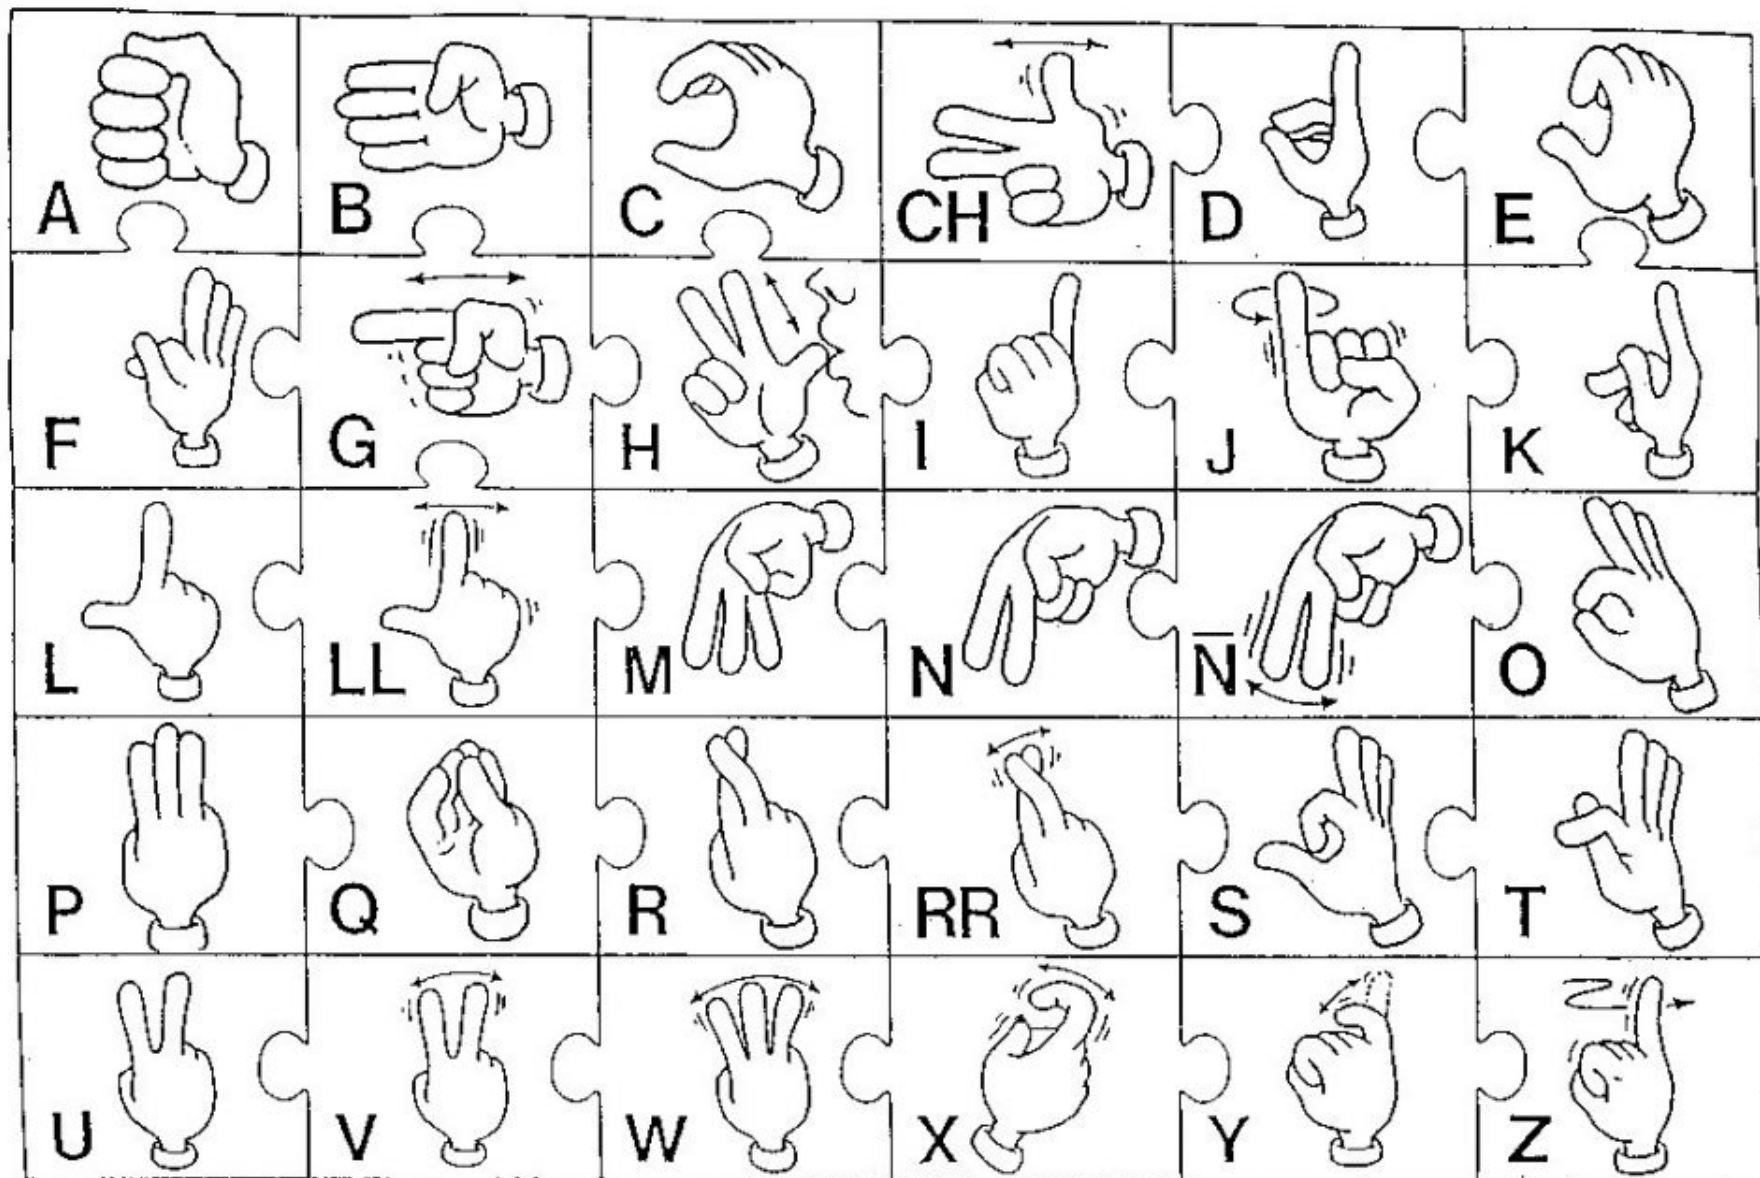 A B C CH D E
F G H I J K
L LL M N Ñ O
P Q R RR S T
U V W X Y Z